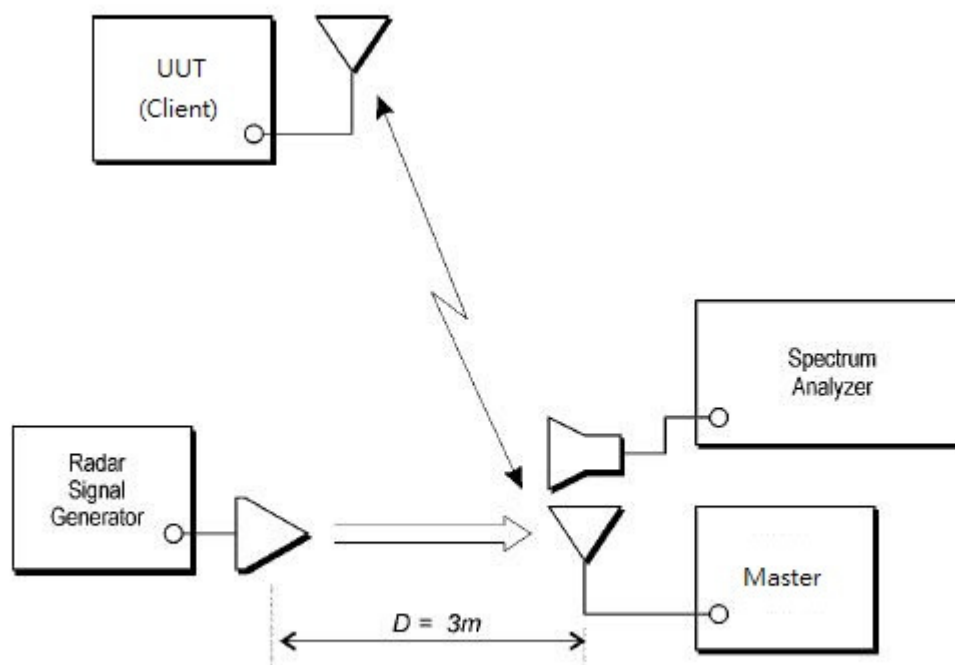 UUT
(Client)
Spectrum
Analyzer
Radar
Signal
Generator
Master
D = 3m